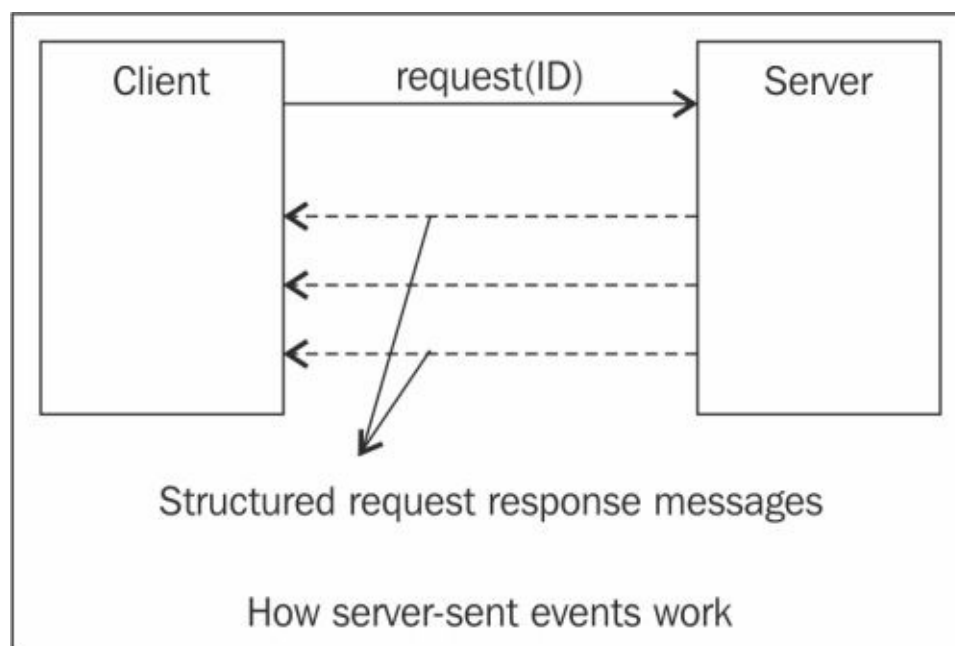 Client
request(ID)
Server
Structured request response messages
How server-sent events work